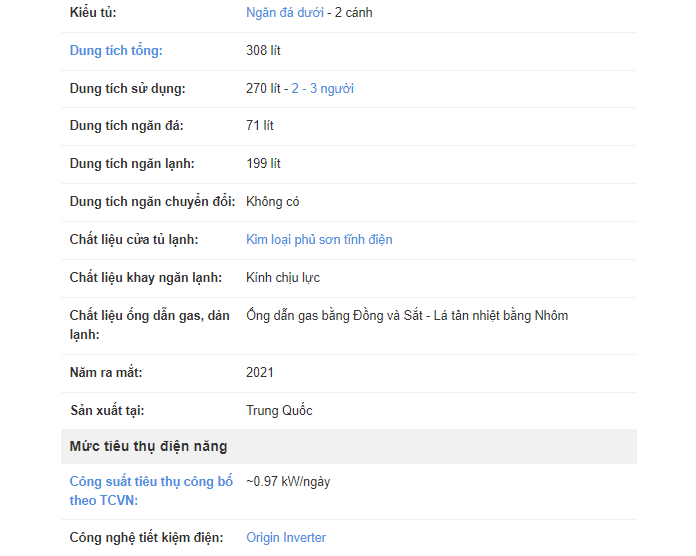 Kiểu tủ: Ngăn đá dưới - 2 cánh
Dung tích tổng: 308 lít
Dung tích sử dụng: 270 lít - 2 - 3 người
Dung tích ngăn đá: 71 lít
Dung tích ngăn lạnh: 199 lít
Dung tích ngăn chuyển đổi: Không có
Chất liệu cửa tủ lạnh: Kim loại phủ sơn tĩnh điện
Chất liệu khay ngăn lạnh: Kính chịu lực
Chất liệu ống dẫn gas, dàn Ống dẫn gas bằng Đồng và Sắt - Lá tản nhiệt bằng Nhôm
lạnh:
Năm ra mắt: 2021
Sản xuất tại: Trung Quốc
Mức tiêu thụ điện năng
Công suất tiêu thụ công bố ~0.97 kW/ngày
theo TCVN:
Công nghệ tiết kiệm điện: Origin Inverter